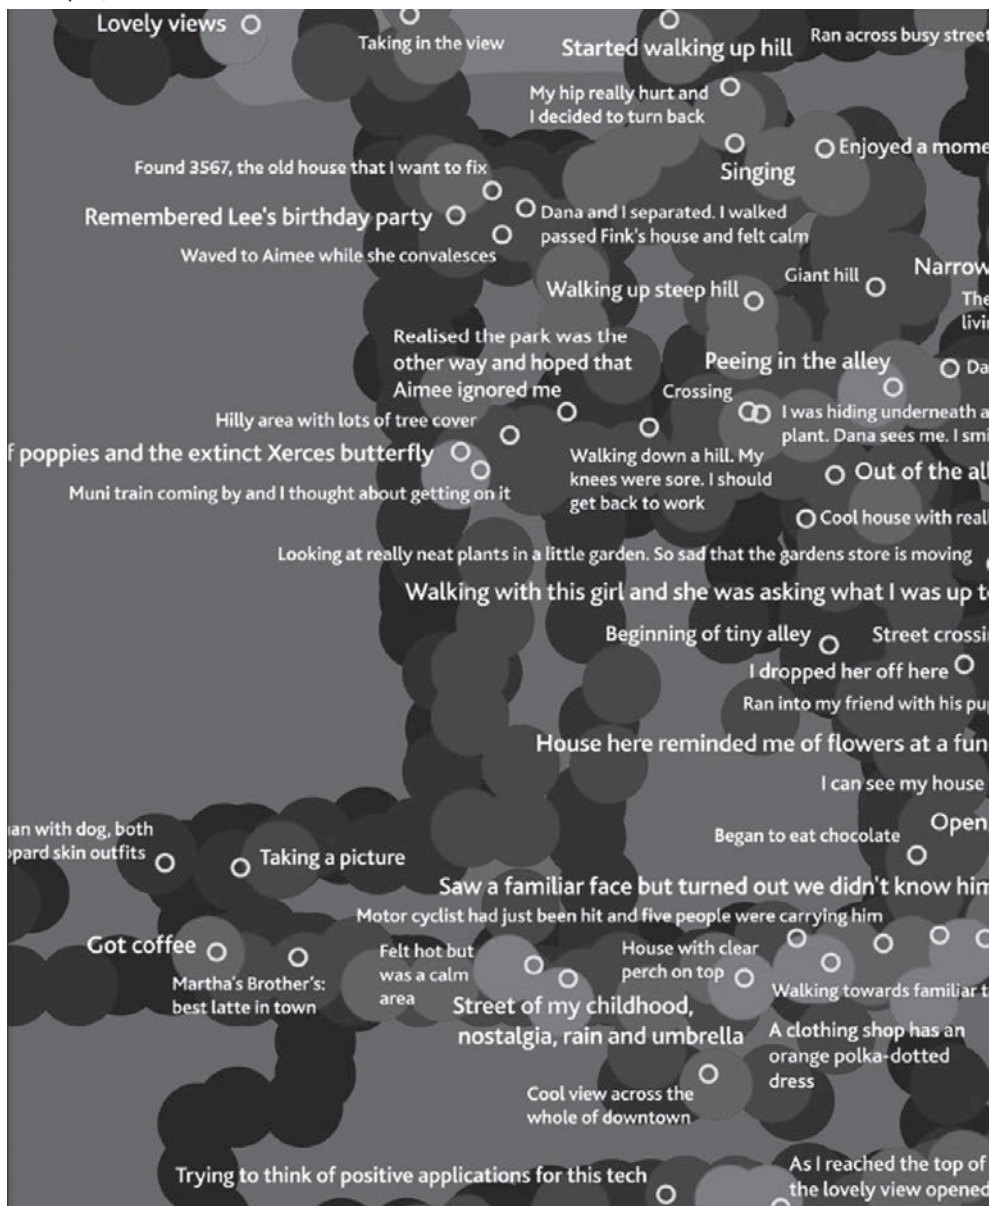 Lovely views
Taking in the view
Started walking up hill
Ran across busy street
My hip really hurt and
I decided to turn back
Singing
Enjoyed a mome
Found 3567, the old house that I want to fix
Remembered Lee's birthday party
Dana and I separated. I walked
passed Fink's house and felt calm
Waved to Aimee while she convalesces
Giant hill
Narrow
Walking up steep hill
The
livi
Realised the park was the
other way and hoped that
Aimee ignored me
Peeing in the alley
Da
Crossing
Hilly area with lots of tree cover
I was hiding underneath a
plant. Dana sees me. I smi
f poppies and the extinct Xerces butterfly
Walking down a hill. My
knees were sore. I should
get back to work
Out of the all
Muni train coming by and I thought about getting on it
Cool house with real
Looking at really neat plants in a little garden. So sad that the gardens store is moving
Walking with this girl and she was asking what I was up t
Beginning of tiny alley
Street crossi
I dropped her off here
Ran into my friend with his pu
House here reminded me of flowers at a fun
I can see my house
an with dog, both
pard skin outfits
Taking a picture
Began to eat chocolate
Open
Saw a familiar face but turned out we didn't know him
Motor cyclist had just been hit and five people were carrying him
Got coffee
Martha's Brother's:
best latte in town
Felt hot but
was a calm
area
House with clear
perch on top
Walking towards familiar t
Street of my childhood,
nostalgia, rain and umbrella
A clothing shop has an
orange polka-dotted
dress
Cool view across the
whole of downtown
Trying to think of positive applications for this tech
As I reached the top of
the lovely view opened